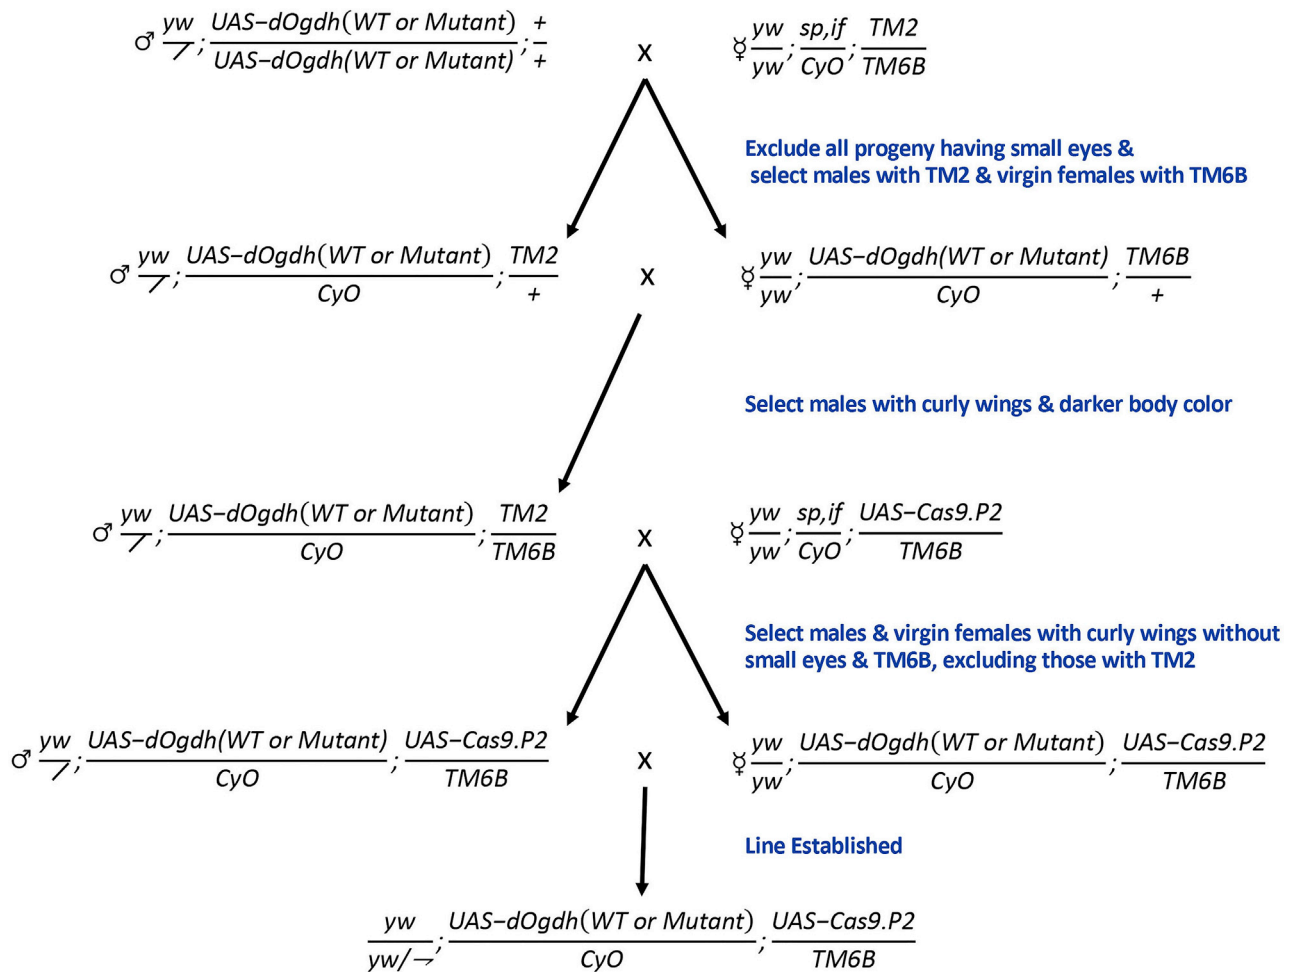 ♂ yw/⇁ ; UAS–dOgdh(WT or Mutant)/UAS–dOgdh(WT or Mutant) ; +/+ X ☿ yw/yw ; sp,if/CyO ; TM2/TM6B
Exclude all progeny having small eyes &
select males with TM2 & virgin females with TM6B
♂ yw/⇁ ; UAS–dOgdh(WT or Mutant)/CyO ; TM2/+ X ☿ yw/yw ; UAS–dOgdh(WT or Mutant)/CyO ; TM6B/+
Select males with curly wings & darker body color
♂ yw/⇁ ; UAS–dOgdh(WT or Mutant)/CyO ; TM2/TM6B X ☿ yw/yw ; sp,if/CyO ; UAS–Cas9.P2/TM6B
Select males & virgin females with curly wings without
small eyes & TM6B, excluding those with TM2
♂ yw/⇁ ; UAS–dOgdh(WT or Mutant)/CyO ; UAS–Cas9.P2/TM6B X ☿ yw/yw ; UAS–dOgdh(WT or Mutant)/CyO ; UAS–Cas9.P2/TM6B
Line Established
yw/yw/⇁ ; UAS–dOgdh(WT or Mutant)/CyO ; UAS–Cas9.P2/TM6B